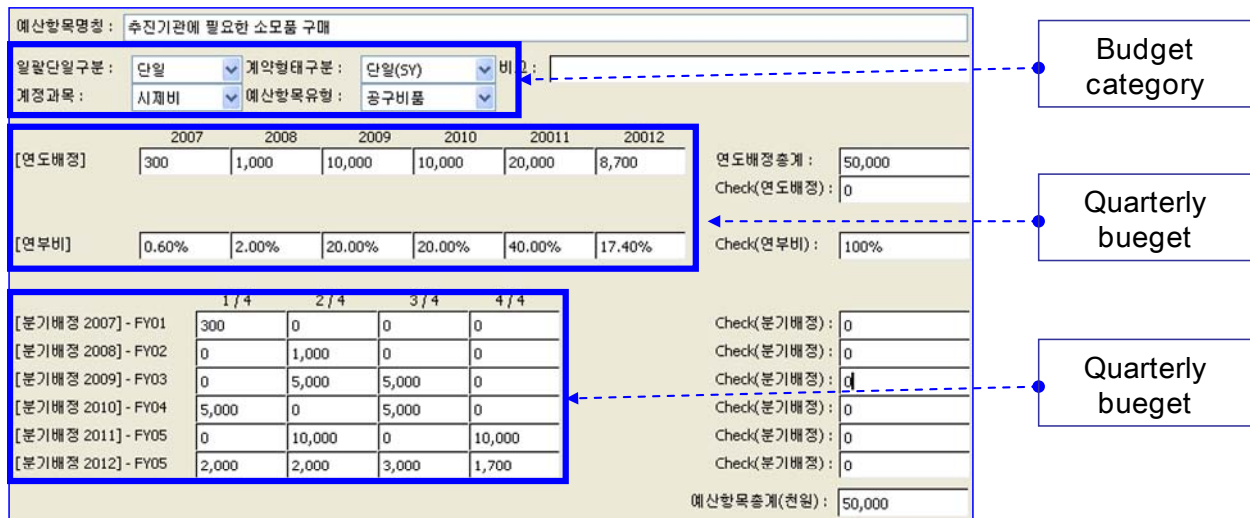 예산항목명칭 : 추진기관에 필요한 소모품 구매
일괄단일구분 : 단일 계약형태구분 : 단일(SY) 비고 :
계정과목 : 시제비 예산항목유형 : 공구비품
Budget category
2007 2008 2009 2010 20011 20012
[연도배정] 300 1,000 10,000 10,000 20,000 8,700 연도배정총계 : 50,000
Check(연도배정) : 0
[연부비] 0.60% 2.00% 20.00% 20.00% 40.00% 17.40% Check(연부비) : 100%
Quarterly bueget
1 / 4 2 / 4 3 / 4 4 / 4
[분기배정 2007] - FY01 300 0 0 0 Check(분기배정) : 0
[분기배정 2008] - FY02 0 1,000 0 0 Check(분기배정) : 0
[분기배정 2009] - FY03 0 5,000 5,000 0 Check(분기배정) : 0
[분기배정 2010] - FY04 5,000 0 5,000 0 Check(분기배정) : 0
[분기배정 2011] - FY05 0 10,000 0 10,000 Check(분기배정) : 0
[분기배정 2012] - FY05 2,000 2,000 3,000 1,700 Check(분기배정) : 0
Quarterly bueget
예산항목총계(천원) : 50,000